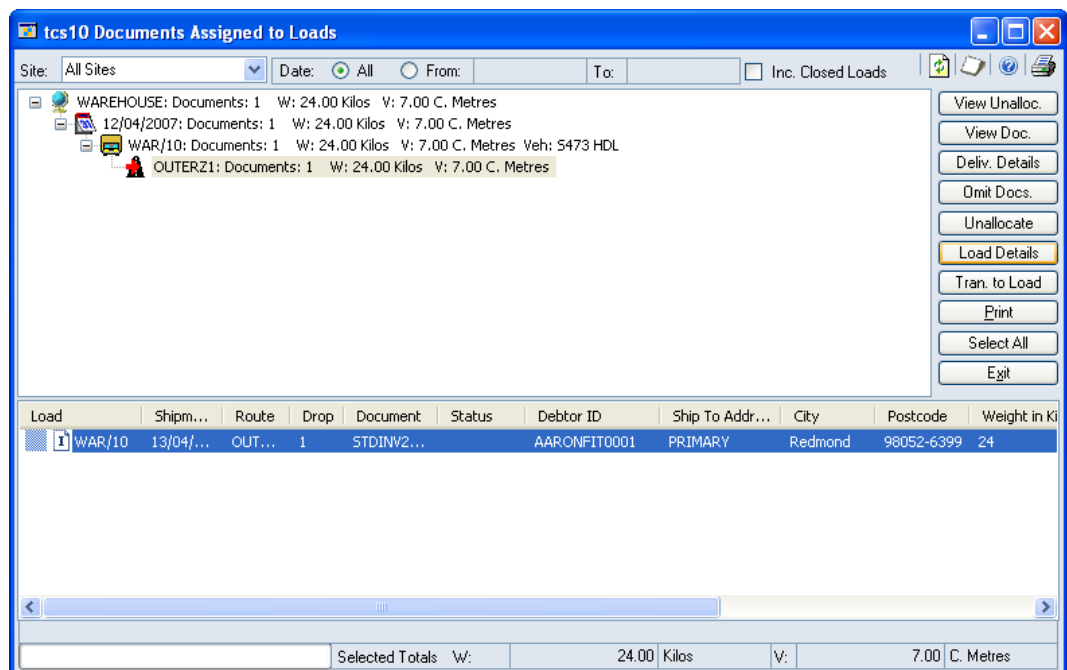 tcs10 Documents Assigned to Loads
Site: All Sites Date: All From: To: Inc. Closed Loads
WAREHOUSE: Documents: 1 W: 24.00 Kilos V: 7.00 C. Metres
12/04/2007: Documents: 1 W: 24.00 Kilos V: 7.00 C. Metres
WAR/10: Documents: 1 W: 24.00 Kilos V: 7.00 C. Metres Veh: S473 HDL
OUTERZ1: Documents: 1 W: 24.00 Kilos V: 7.00 C. Metres
View Unalloc.
View Doc.
Deliv. Details
Omit Docs.
Unallocate
Load Details
Tran. to Load
Print
Select All
Exit
Load Shipm... Route Drop Document Status Debtor ID Ship To Addr... City Postcode Weight in Ki
I WAR/10 13/04/... OUT... 1 STDINV2... AARONFIT0001 PRIMARY Redmond 98052-6399 24
Selected Totals W: 24.00 Kilos V: 7.00 C. Metres